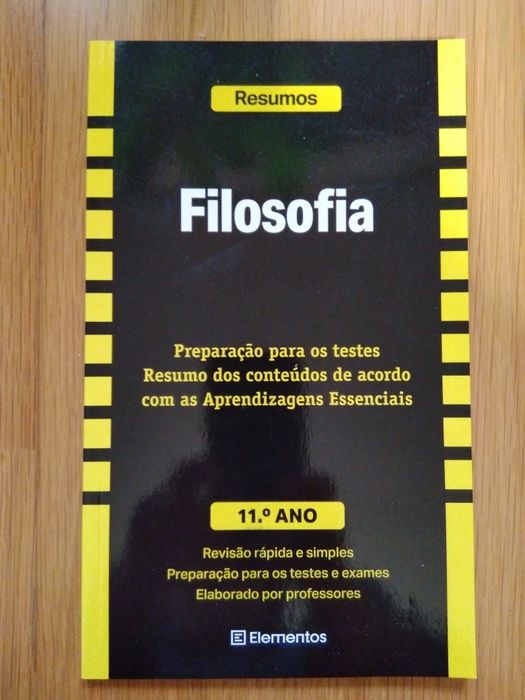 Resumos
Filosofia
Preparação para os testes
Resumo dos conteúdos de acordo
com as Aprendizagens Essenciais
11.º ANO
Revisão rápida e simples
Preparação para os testes e exames
Elaborado por professores
E Elementos